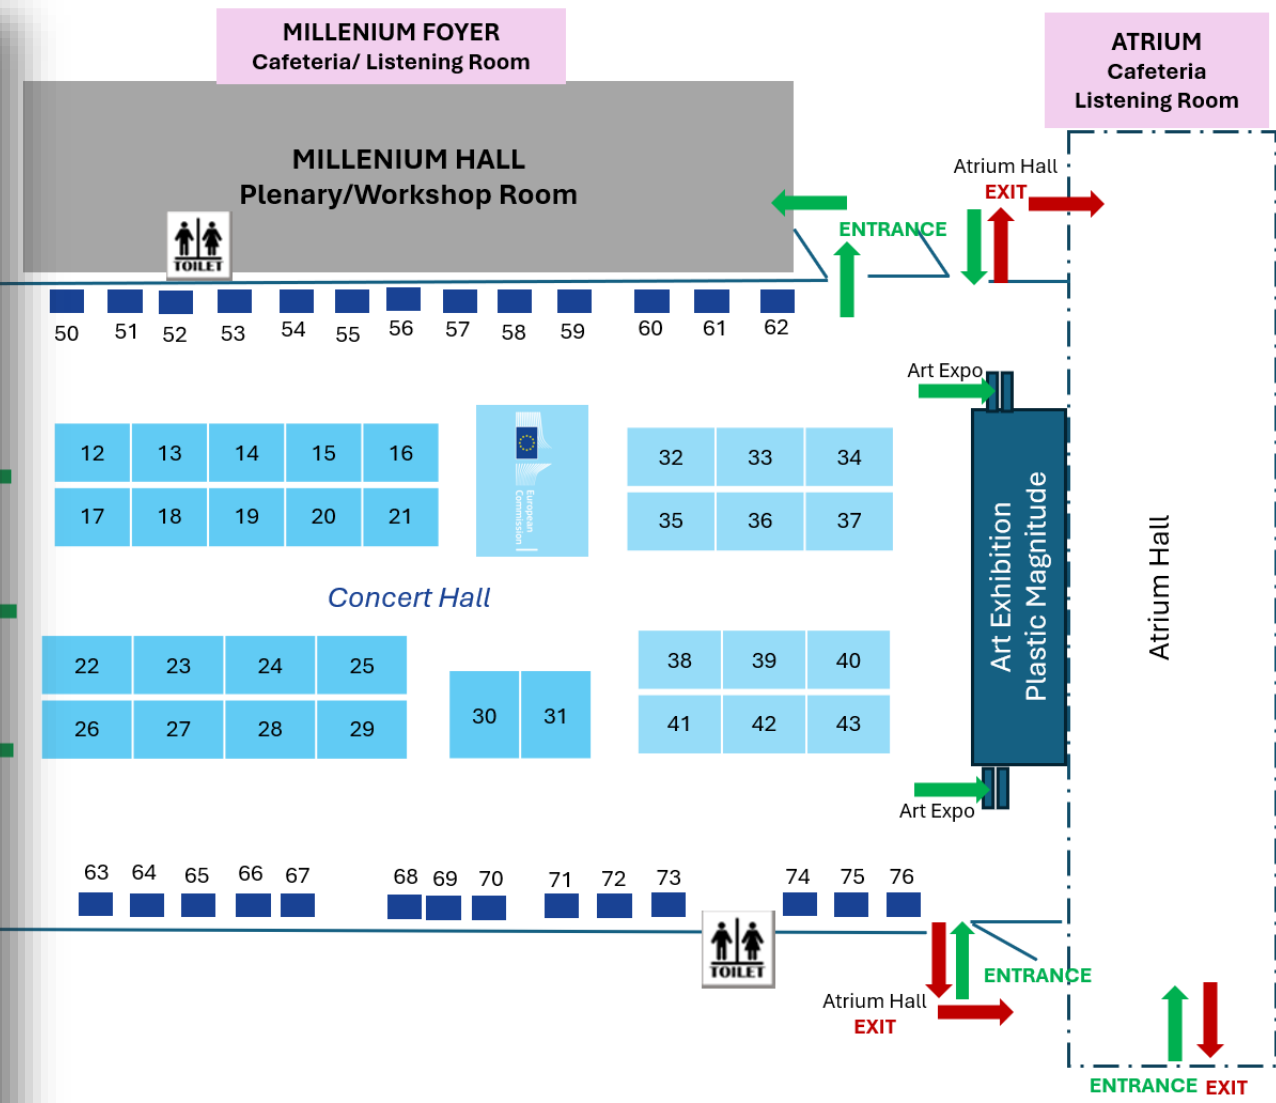 MILLENIUM FOYER
Cafeteria/ Listening Room
ATRIUM
Cafeteria
Listening Room
MILLENIUM HALL
Plenary/Workshop Room
TOILET
Atrium Hall
EXIT
ENTRANCE
50 51 52 53 54 55 56 57 58 59 60 61 62
Art Expo
12 13 14 15 16
17 18 19 20 21
European
Commission
32 33 34
35 36 37
Concert Hall
22 23 24 25
26 27 28 29
30 31
38 39 40
41 42 43
Art Exhibition
Plastic Magnitude
Atrium Hall
Art Expo
63 64 65 66 67 68 69 70 71 72 73 74 75 76
TOILET
ENTRANCE
Atrium Hall
EXIT
ENTRANCE EXIT